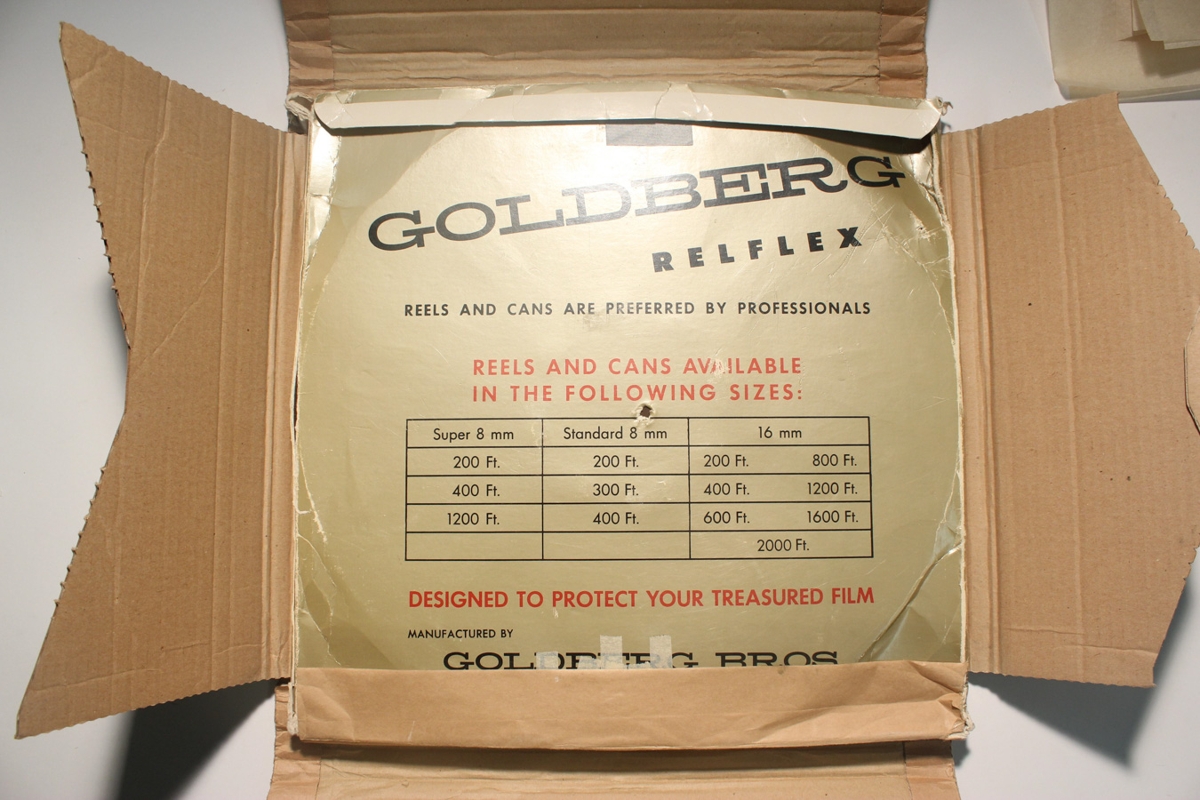 GOLDBERG
RELFLEX
REELS AND CANS ARE PREFERRED BY PROFESSIONALS
REELS AND CANS AVAILABLE
IN THE FOLLOWING SIZES:
Super 8 mm Standard 8 mm 16 mm
200 Ft. 200 Ft. 200 Ft. 800 Ft.
400 Ft. 300 Ft. 400 Ft. 1200 Ft.
1200 Ft. 400 Ft. 600 Ft. 1600 Ft.
2000 Ft.
DESIGNED TO PROTECT YOUR TREASURED FILM
MANUFACTURED BY
GOLDBERG BROS